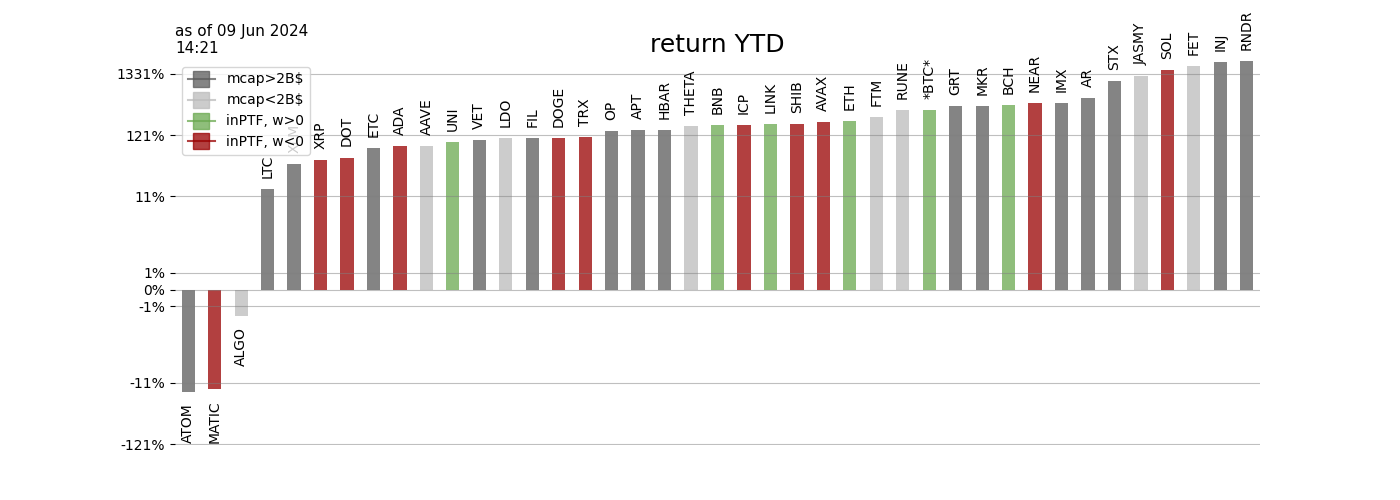 as of 09 Jun 2024
14:21
return YTD
1331%
121%
11%
1%
0%
-1%
-11%
-121%
mcap>2B$
mcap<2B$
inPTF, w>0
inPTF, w<0
ATOM
MATIC
ALGO
LTC
XRP
DOT
ETC
ADA
AAVE
UNI
VET
LDO
FIL
DOGE
TRX
OP
APT
HBAR
THETA
BNB
ICP
LINK
SHIB
AVAX
ETH
FTM
RUNE
*BTC*
GRT
MKR
BCH
NEAR
IMX
AR
STX
JASMY
SOL
FET
INJ
RNDR